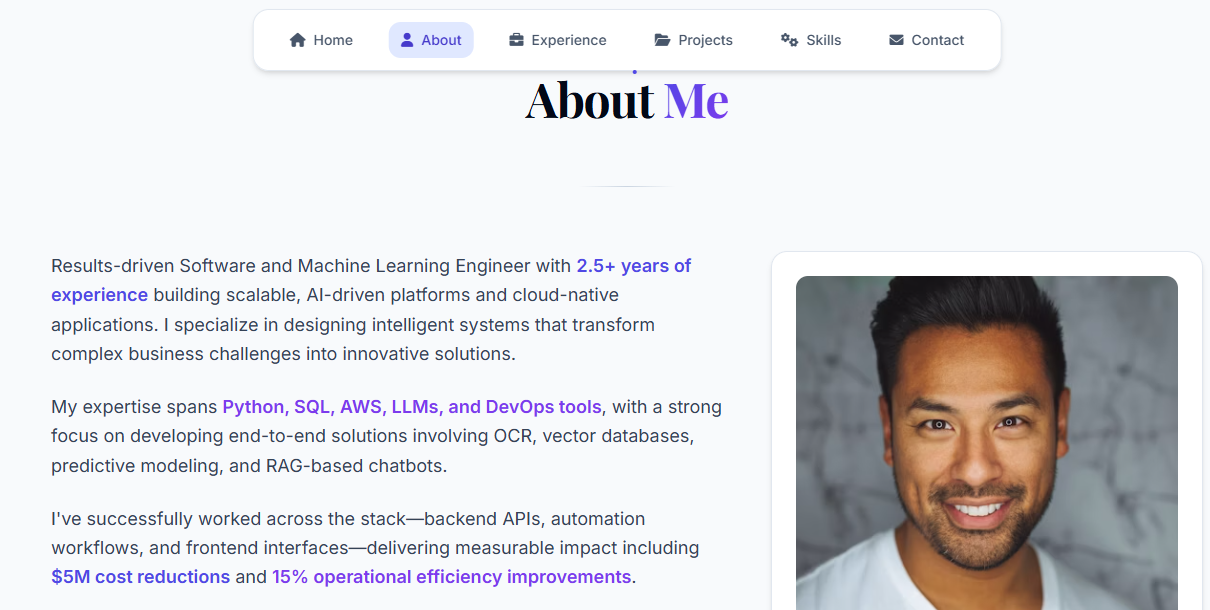 Home
About
Experience
Projects
Skills
Contact
About Me
Results-driven Software and Machine Learning Engineer with 2.5+ years of
experience building scalable, AI-driven platforms and cloud-native
applications. I specialize in designing intelligent systems that transform
complex business challenges into innovative solutions.
My expertise spans Python, SQL, AWS, LLMs, and DevOps tools, with a strong
focus on developing end-to-end solutions involving OCR, vector databases,
predictive modeling, and RAG-based chatbots.
I've successfully worked across the stack—backend APIs, automation
workflows, and frontend interfaces—delivering measurable impact including
$5M cost reductions and 15% operational efficiency improvements.